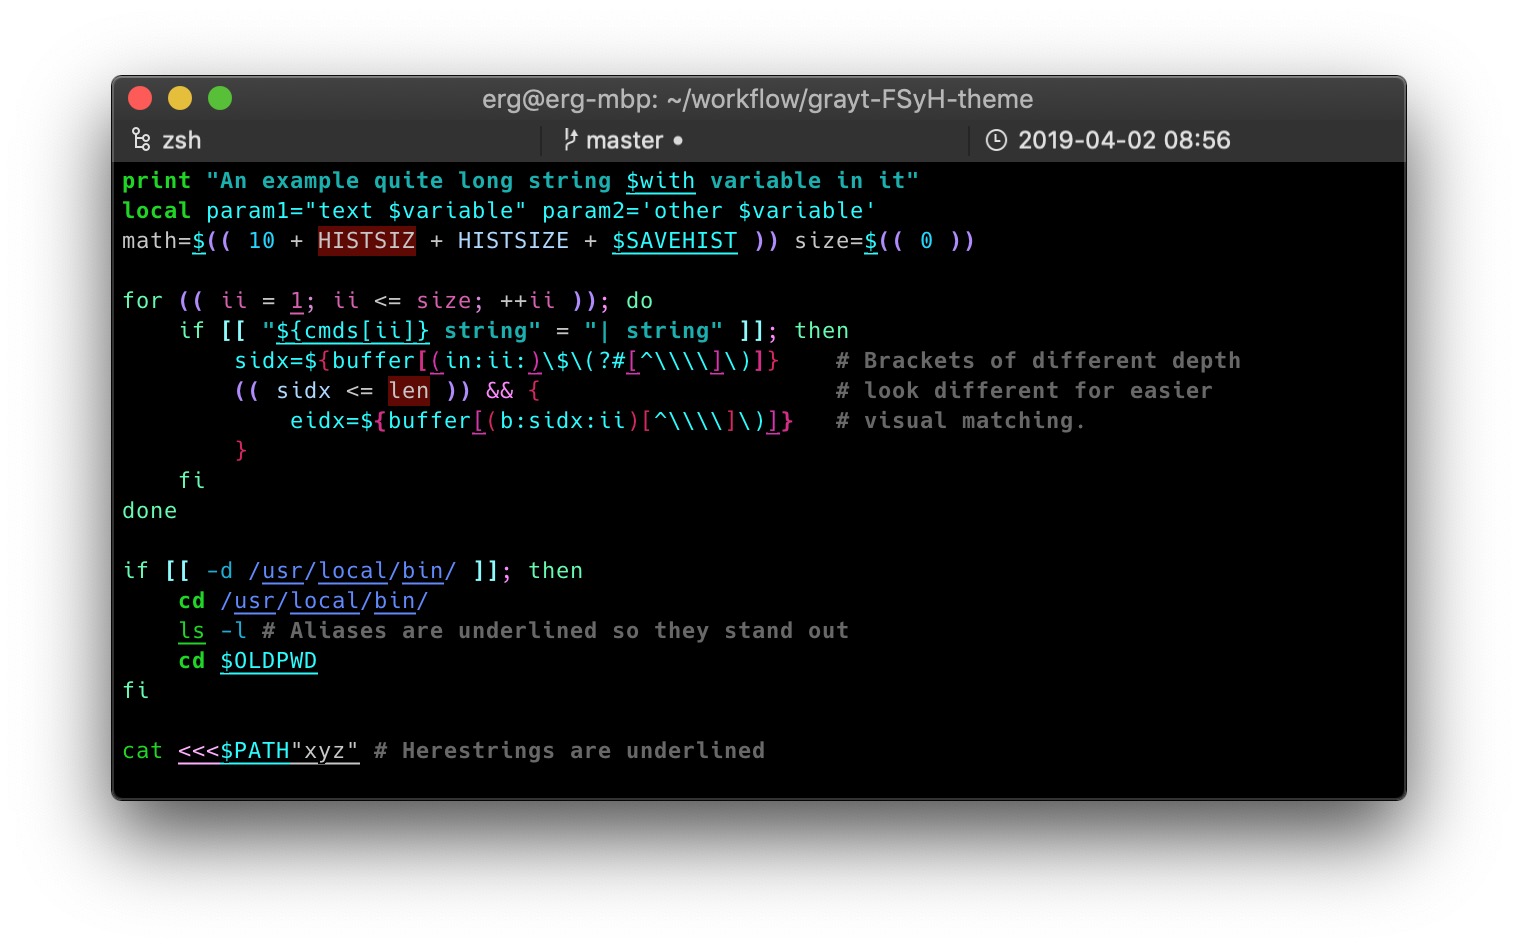 erg@erg-mbp: ~/workflow/grayt-FSyH-theme
zsh master • 2019-04-02 08:56
print "An example quite long string $with variable in it"
local param1="text $variable" param2='other $variable'
math=$(( 10 + HISTSIZ + HISTSIZE + $SAVEHIST )) size=$(( 0 ))
for (( ii = 1; ii <= size; ++ii )); do
    if [[ "${cmds[ii]} string" = "| string" ]]; then
        sidx=${buffer[(in:ii:)\$\(?#[^\\\\]\)]}    # Brackets of different depth
        (( sidx <= len )) && {                     # look different for easier
            eidx=${buffer[(b:sidx:ii)[^\\\\]\)]}   # visual matching.
        }
    fi
done
if [[ -d /usr/local/bin/ ]]; then
    cd /usr/local/bin/
    ls -l # Aliases are underlined so they stand out
    cd $OLDPWD
fi
cat <<<$PATH"xyz" # Herestrings are underlined